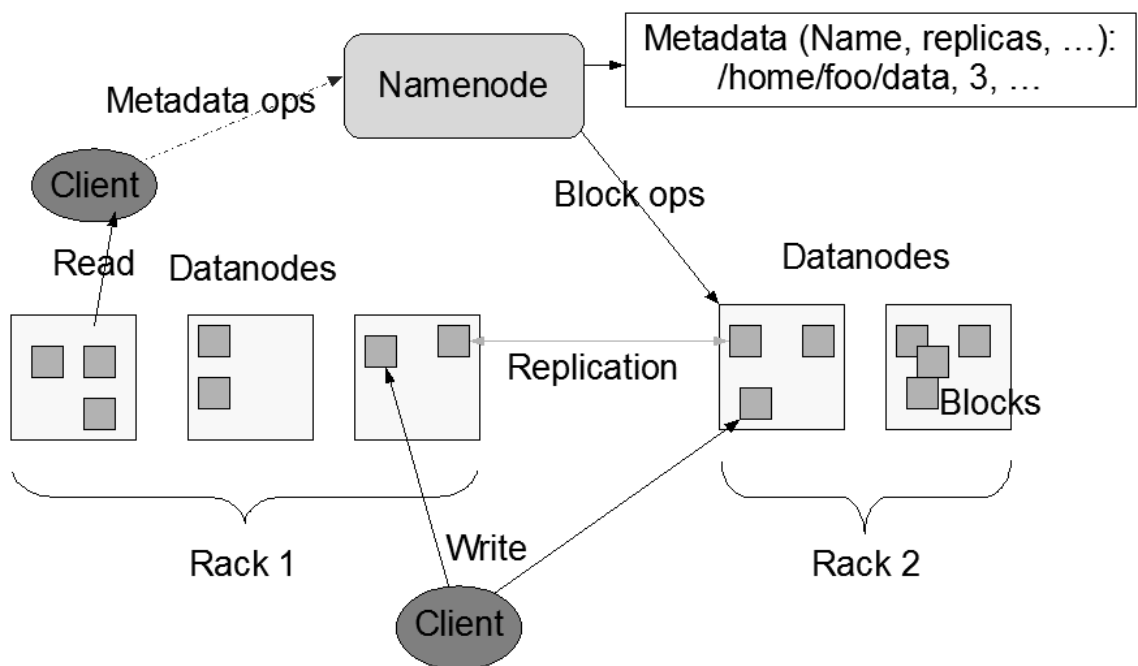 Metadata (Name, replicas, …):
/home/foo/data, 3, …
Namenode
Metadata ops
Client
Block ops
Read
Datanodes
Datanodes
Replication
Blocks
Rack 1
Write
Rack 2
Client